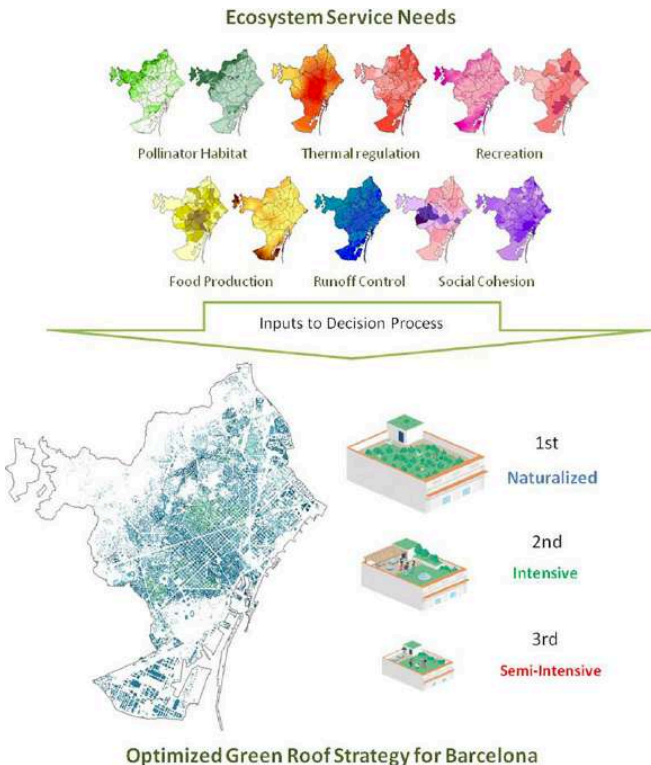 Ecosystem Service Needs
Pollinator Habitat
Thermal regulation
Recreation
Food Production
Runoff Control
Social Cohesion
Inputs to Decision Process
1st
Naturalized
2nd
Intensive
3rd
Semi-Intensive
Optimized Green Roof Strategy for Barcelona